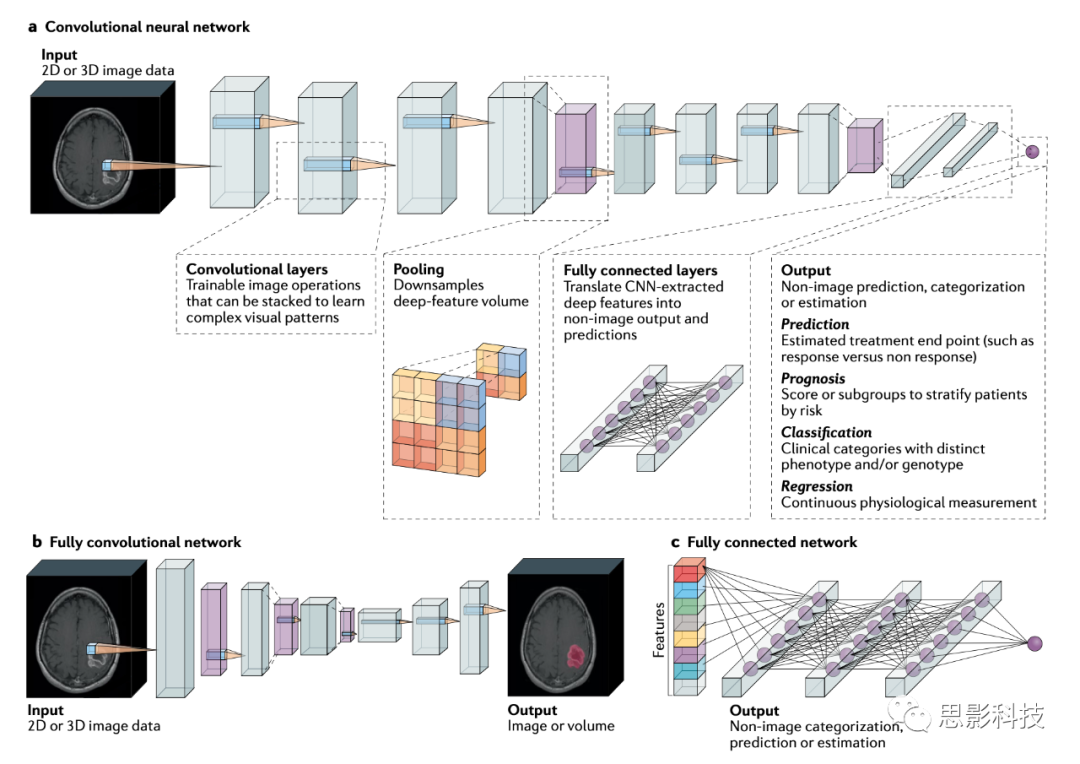 a Convolutional neural network
Input
2D or 3D image data
Convolutional layers
Trainable image operations
that can be stacked to learn
complex visual patterns
Pooling
Downsamples
deep-feature volume
Fully connected layers
Translate CNN-extracted
deep features into
non-image output and
predictions
Output
Non-image prediction, categorization
or estimation
Prediction
Estimated treatment end point (such as
response versus non response)
Prognosis
Score or subgroups to stratify patients
by risk
Classification
Clinical categories with distinct
phenotype and/or genotype
Regression
Continuous physiological measurement
b Fully convolutional network
Input
2D or 3D image data
Output
Image or volume
c Fully connected network
Features
Output
Non-image categorization,
prediction or estimation
思影科技